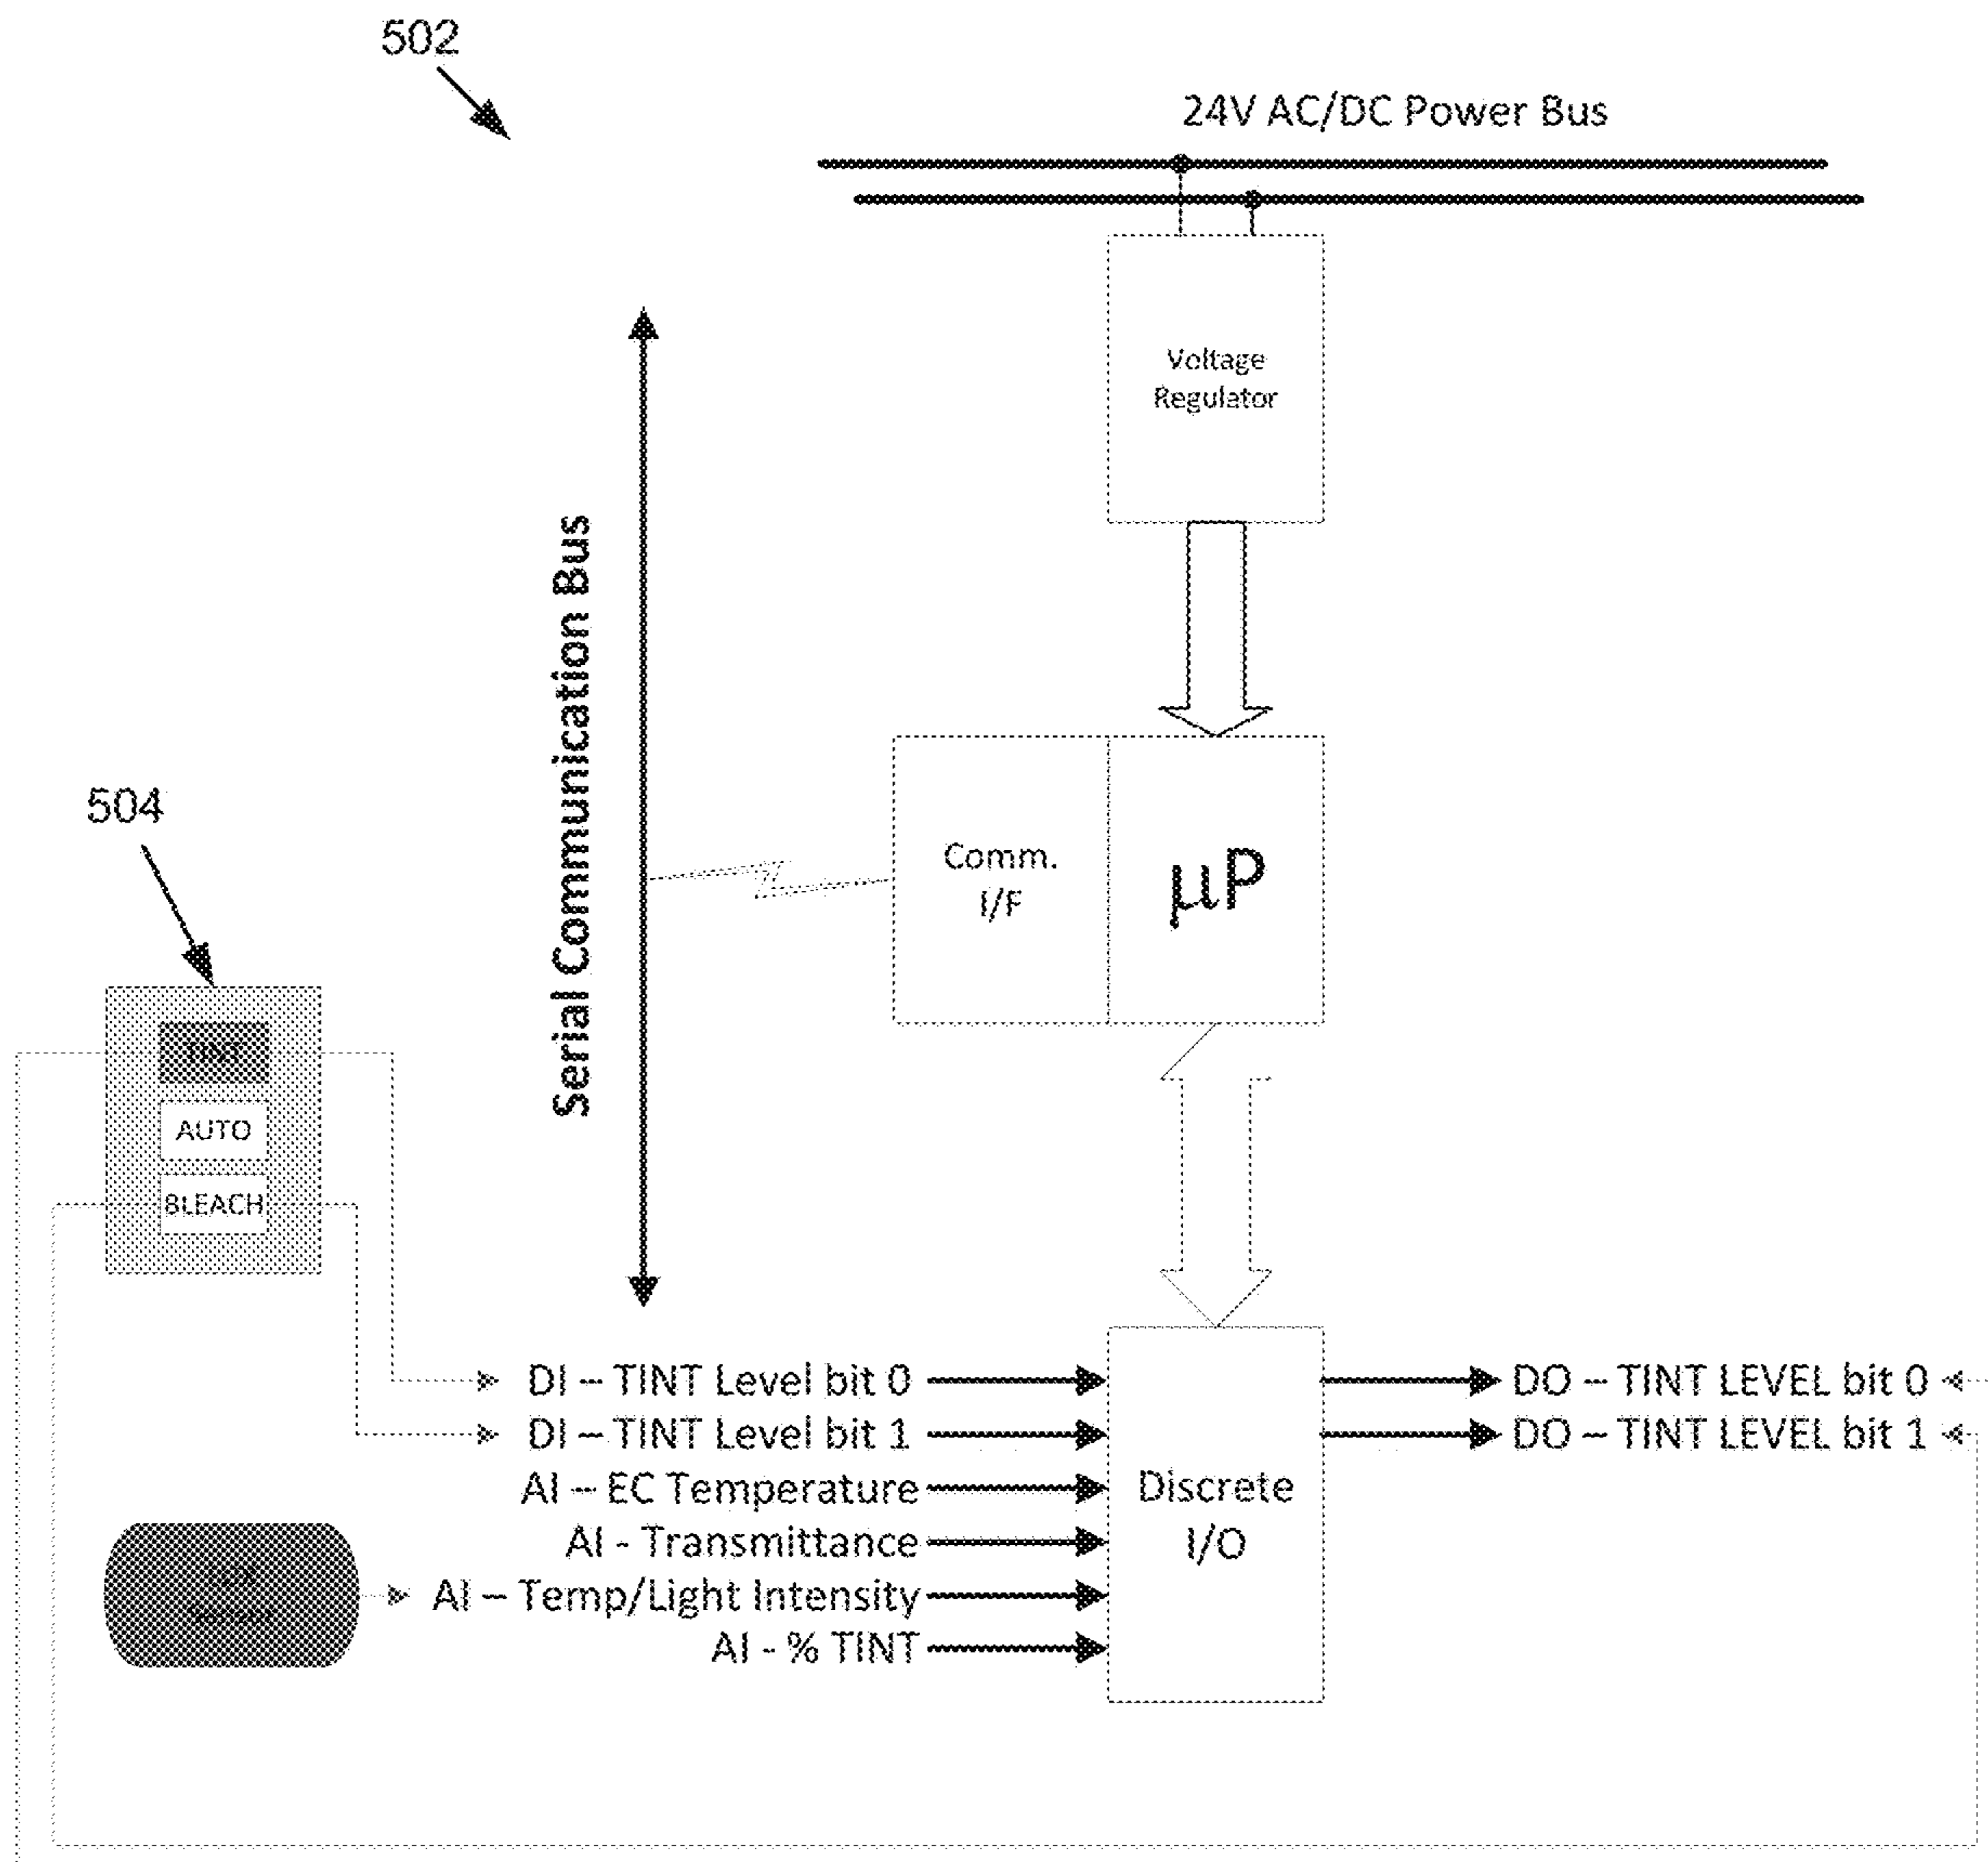 502
24V AC/DC Power Bus
Voltage
Regulator
Serial Communication Bus
Comm.
I/F
µP
504
TINT
AUTO
BLEACH
DI – TINT Level bit 0
DI – TINT Level bit 1
AI – EC Temperature
AI - Transmittance
AI – Temp/Light Intensity
AI - % TINT
Discrete
I/O
DO – TINT LEVEL bit 0
DO – TINT LEVEL bit 1